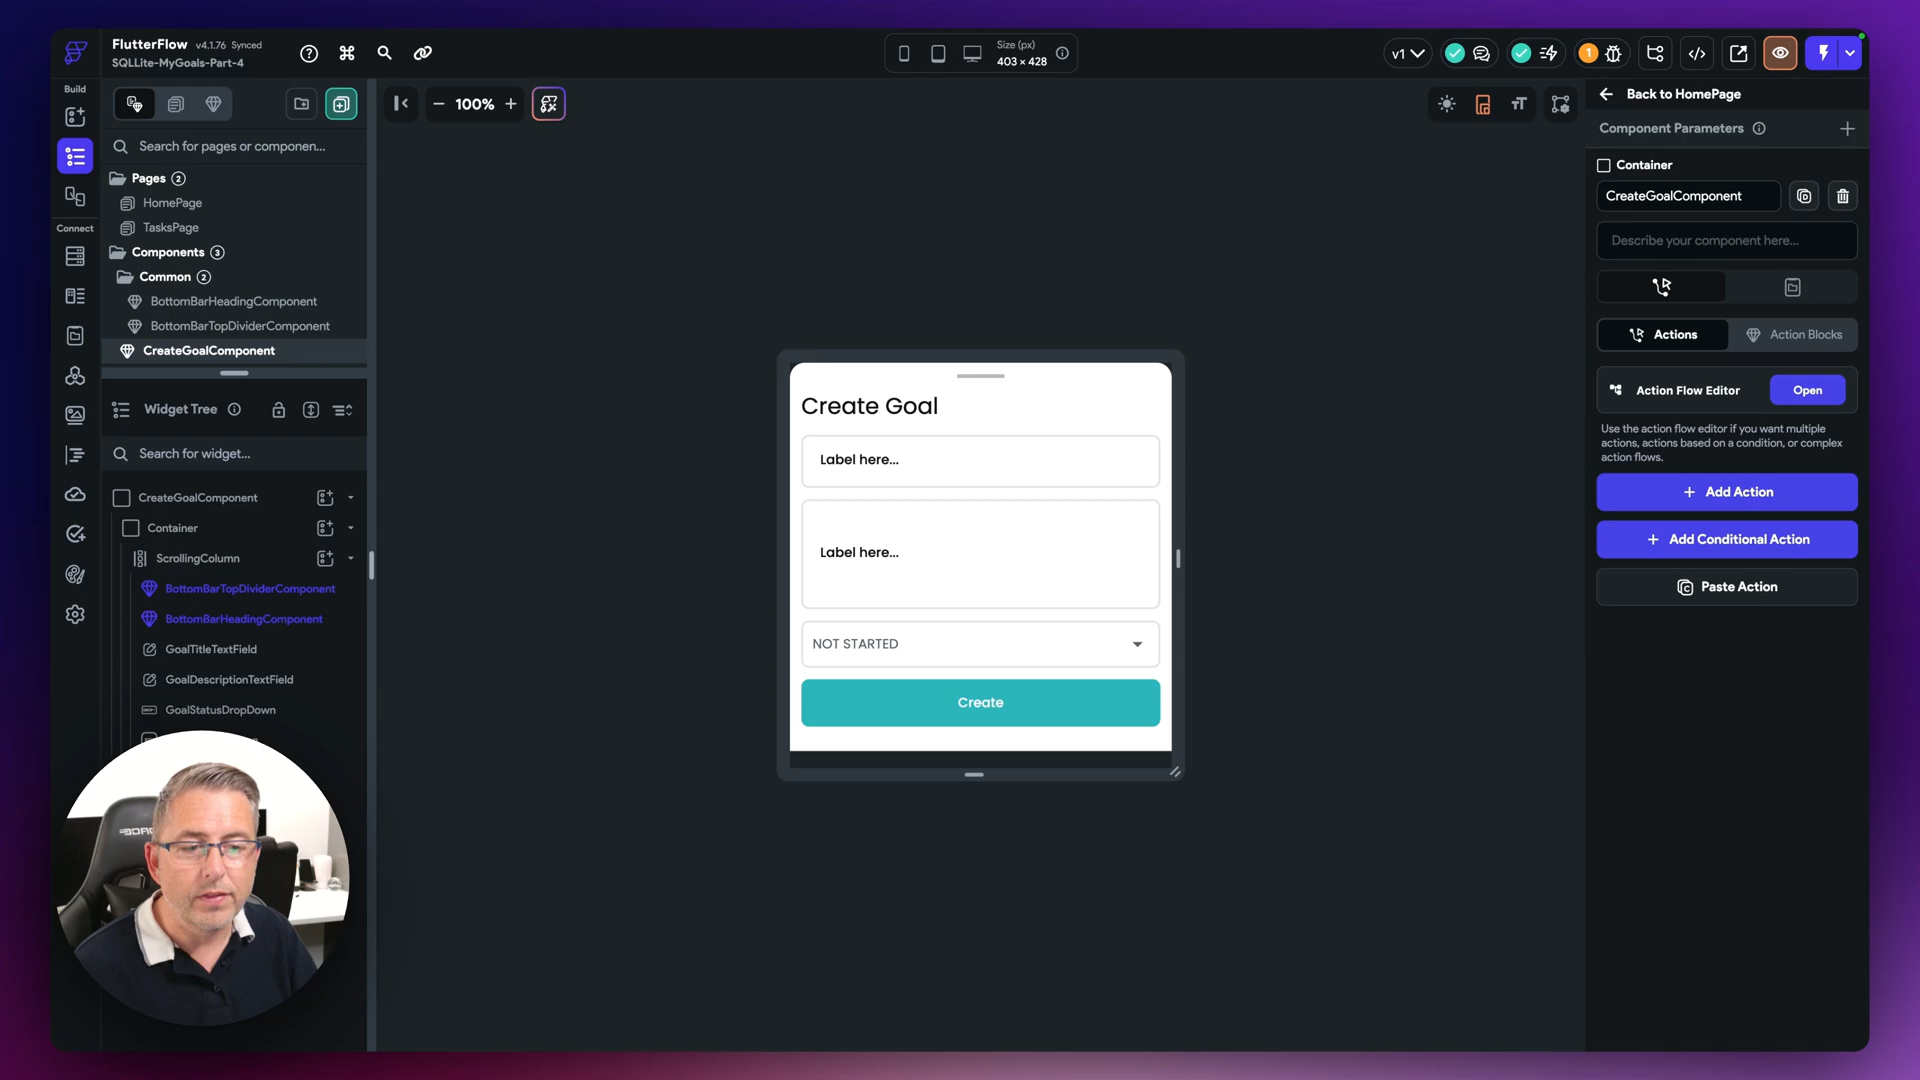 FlutterFlow v4.1.76 Synced
SQLLite-MyGoals-Part-4
Size (px)
403 × 428
v1
1
Build
Connect
100%
Search for pages or componen...
Pages 2
HomePage
TasksPage
Components 3
Common 2
BottomBarHeadingComponent
BottomBarTopDividerComponent
CreateGoalComponent
Widget Tree
Search for widget...
CreateGoalComponent
Container
ScrollingColumn
BottomBarTopDividerComponent
BottomBarHeadingComponent
GoalTitleTextField
GoalDescriptionTextField
GoalStatusDropDown
Create Goal
Label here...
Label here...
NOT STARTED
Create
Back to HomePage
Component Parameters
Container
CreateGoalComponent
Describe your component here...
Actions
Action Blocks
Action Flow Editor
Open
Use the action flow editor if you want multiple
actions, actions based on a condition, or complex
action flows.
Add Action
Add Conditional Action
Paste Action